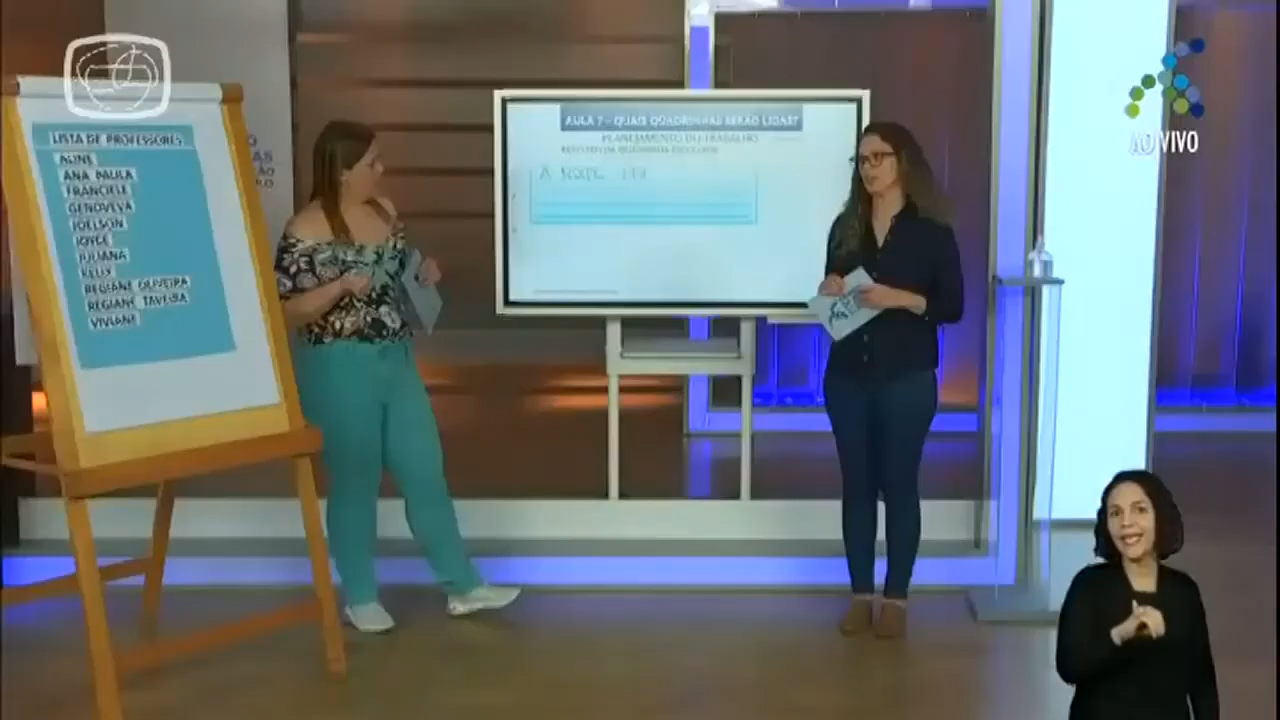 LISTA DE PROFESSORES
ALINE
ANA PAULA
FRANCIELE
GENOVEVA
JOELSON
JOYCE
JULIANA
KELLY
REGIANE OLIVEIRA
REGIANE TAVEIRA
VIVIANE
AULA 7 - QUAIS QUADRINHAS SERÃO LIDAS?
PLANEJAMENTO DO TRABALHO
AO VIVO